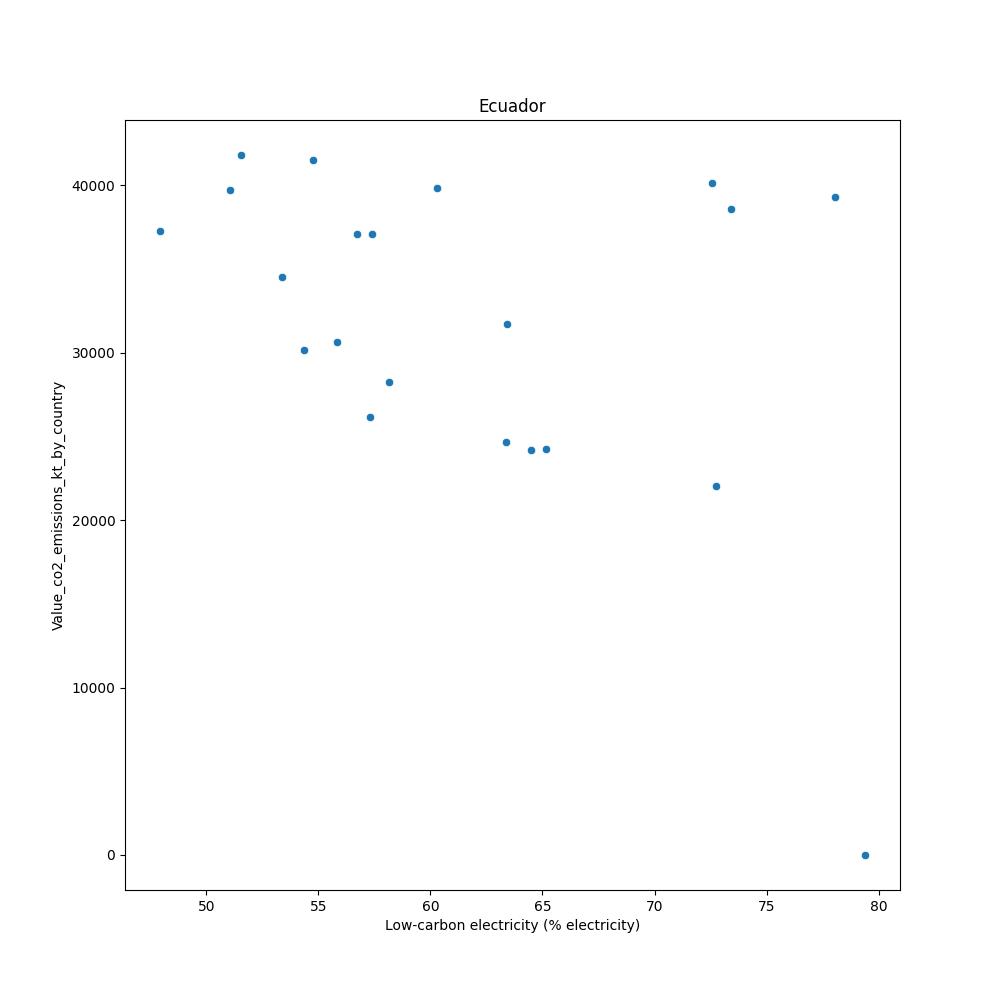 Ecuador
40000
30000
20000
10000
0
Value_co2_emissions_kt_by_country
50 55 60 65 70 75 80
Low-carbon electricity (% electricity)